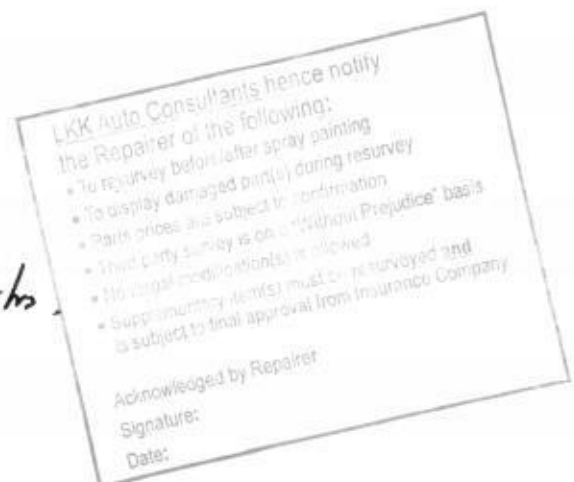 LKK Auto Consultants hence notify
the Repairer of the following:
• To resurvey before/after spray painting
• To display damaged part(s) during resurvey
• Parts prices are subject to confirmation
• Third party survey is on a "Without Prejudice" basis
• No illegal modification(s) is allowed
• Supplementary item(s) must be resurveyed and
is subject to final approval from Insurance Company
Acknowledged by Repairer
Signature:
Date: